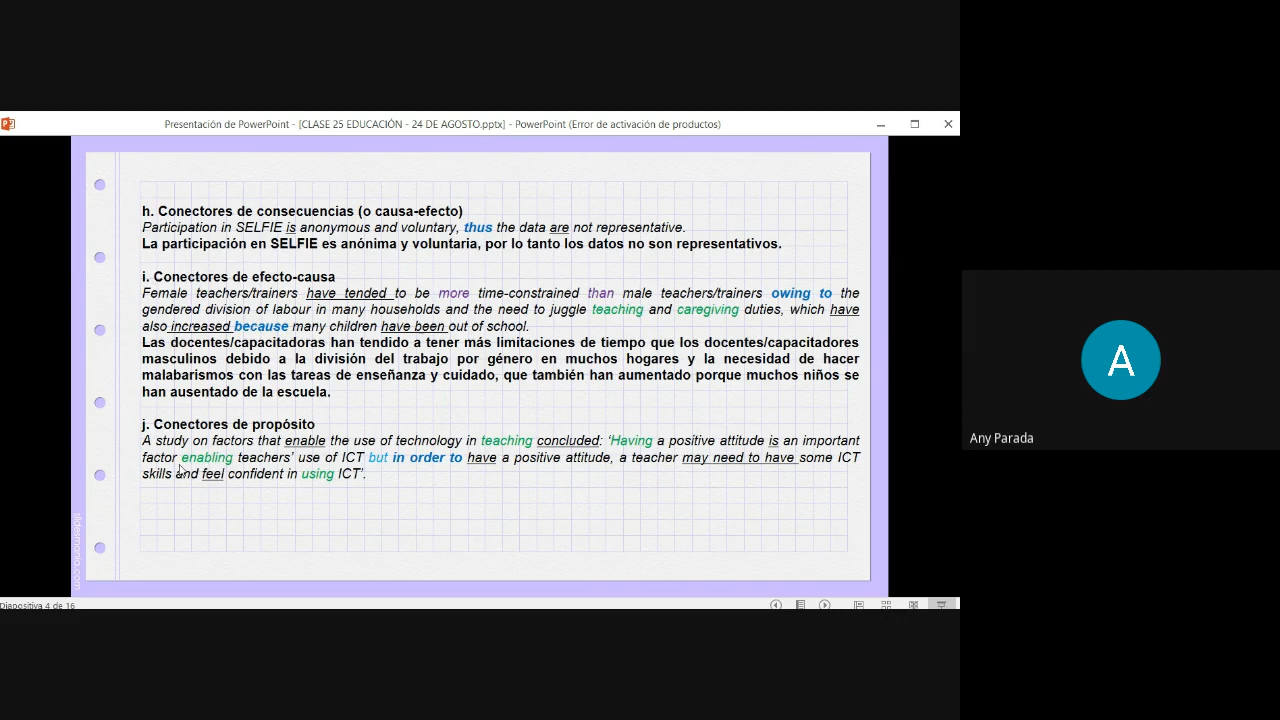 Presentación de PowerPoint - [CLASE 25 EDUCACIÓN - 24 DE AGOSTO.pptx] - PowerPoint (Error de activación de productos)
h. Conectores de consecuencias (o causa-efecto)
Participation in SELFIE is anonymous and voluntary, thus the data are not representative.
La participación en SELFIE es anónima y voluntaria, por lo tanto los datos no son representativos.
i. Conectores de efecto-causa
Female teachers/trainers have tended to be more time-constrained than male teachers/trainers owing to the
gendered division of labour in many households and the need to juggle teaching and caregiving duties, which have
also increased because many children have been out of school.
Las docentes/capacitadoras han tendido a tener más limitaciones de tiempo que los docentes/capacitadores
masculinos debido a la división del trabajo por género en muchos hogares y la necesidad de hacer
malabarismos con las tareas de enseñanza y cuidado, que también han aumentado porque muchos niños se
han ausentado de la escuela.
j. Conectores de propósito
A study on factors that enable the use of technology in teaching concluded: ‘Having a positive attitude is an important
factor enabling teachers’ use of ICT but in order to have a positive attitude, a teacher may need to have some ICT
skills and feel confident in using ICT’.
slidesmania.com
Diapositiva 4 de 16
A
Any Parada